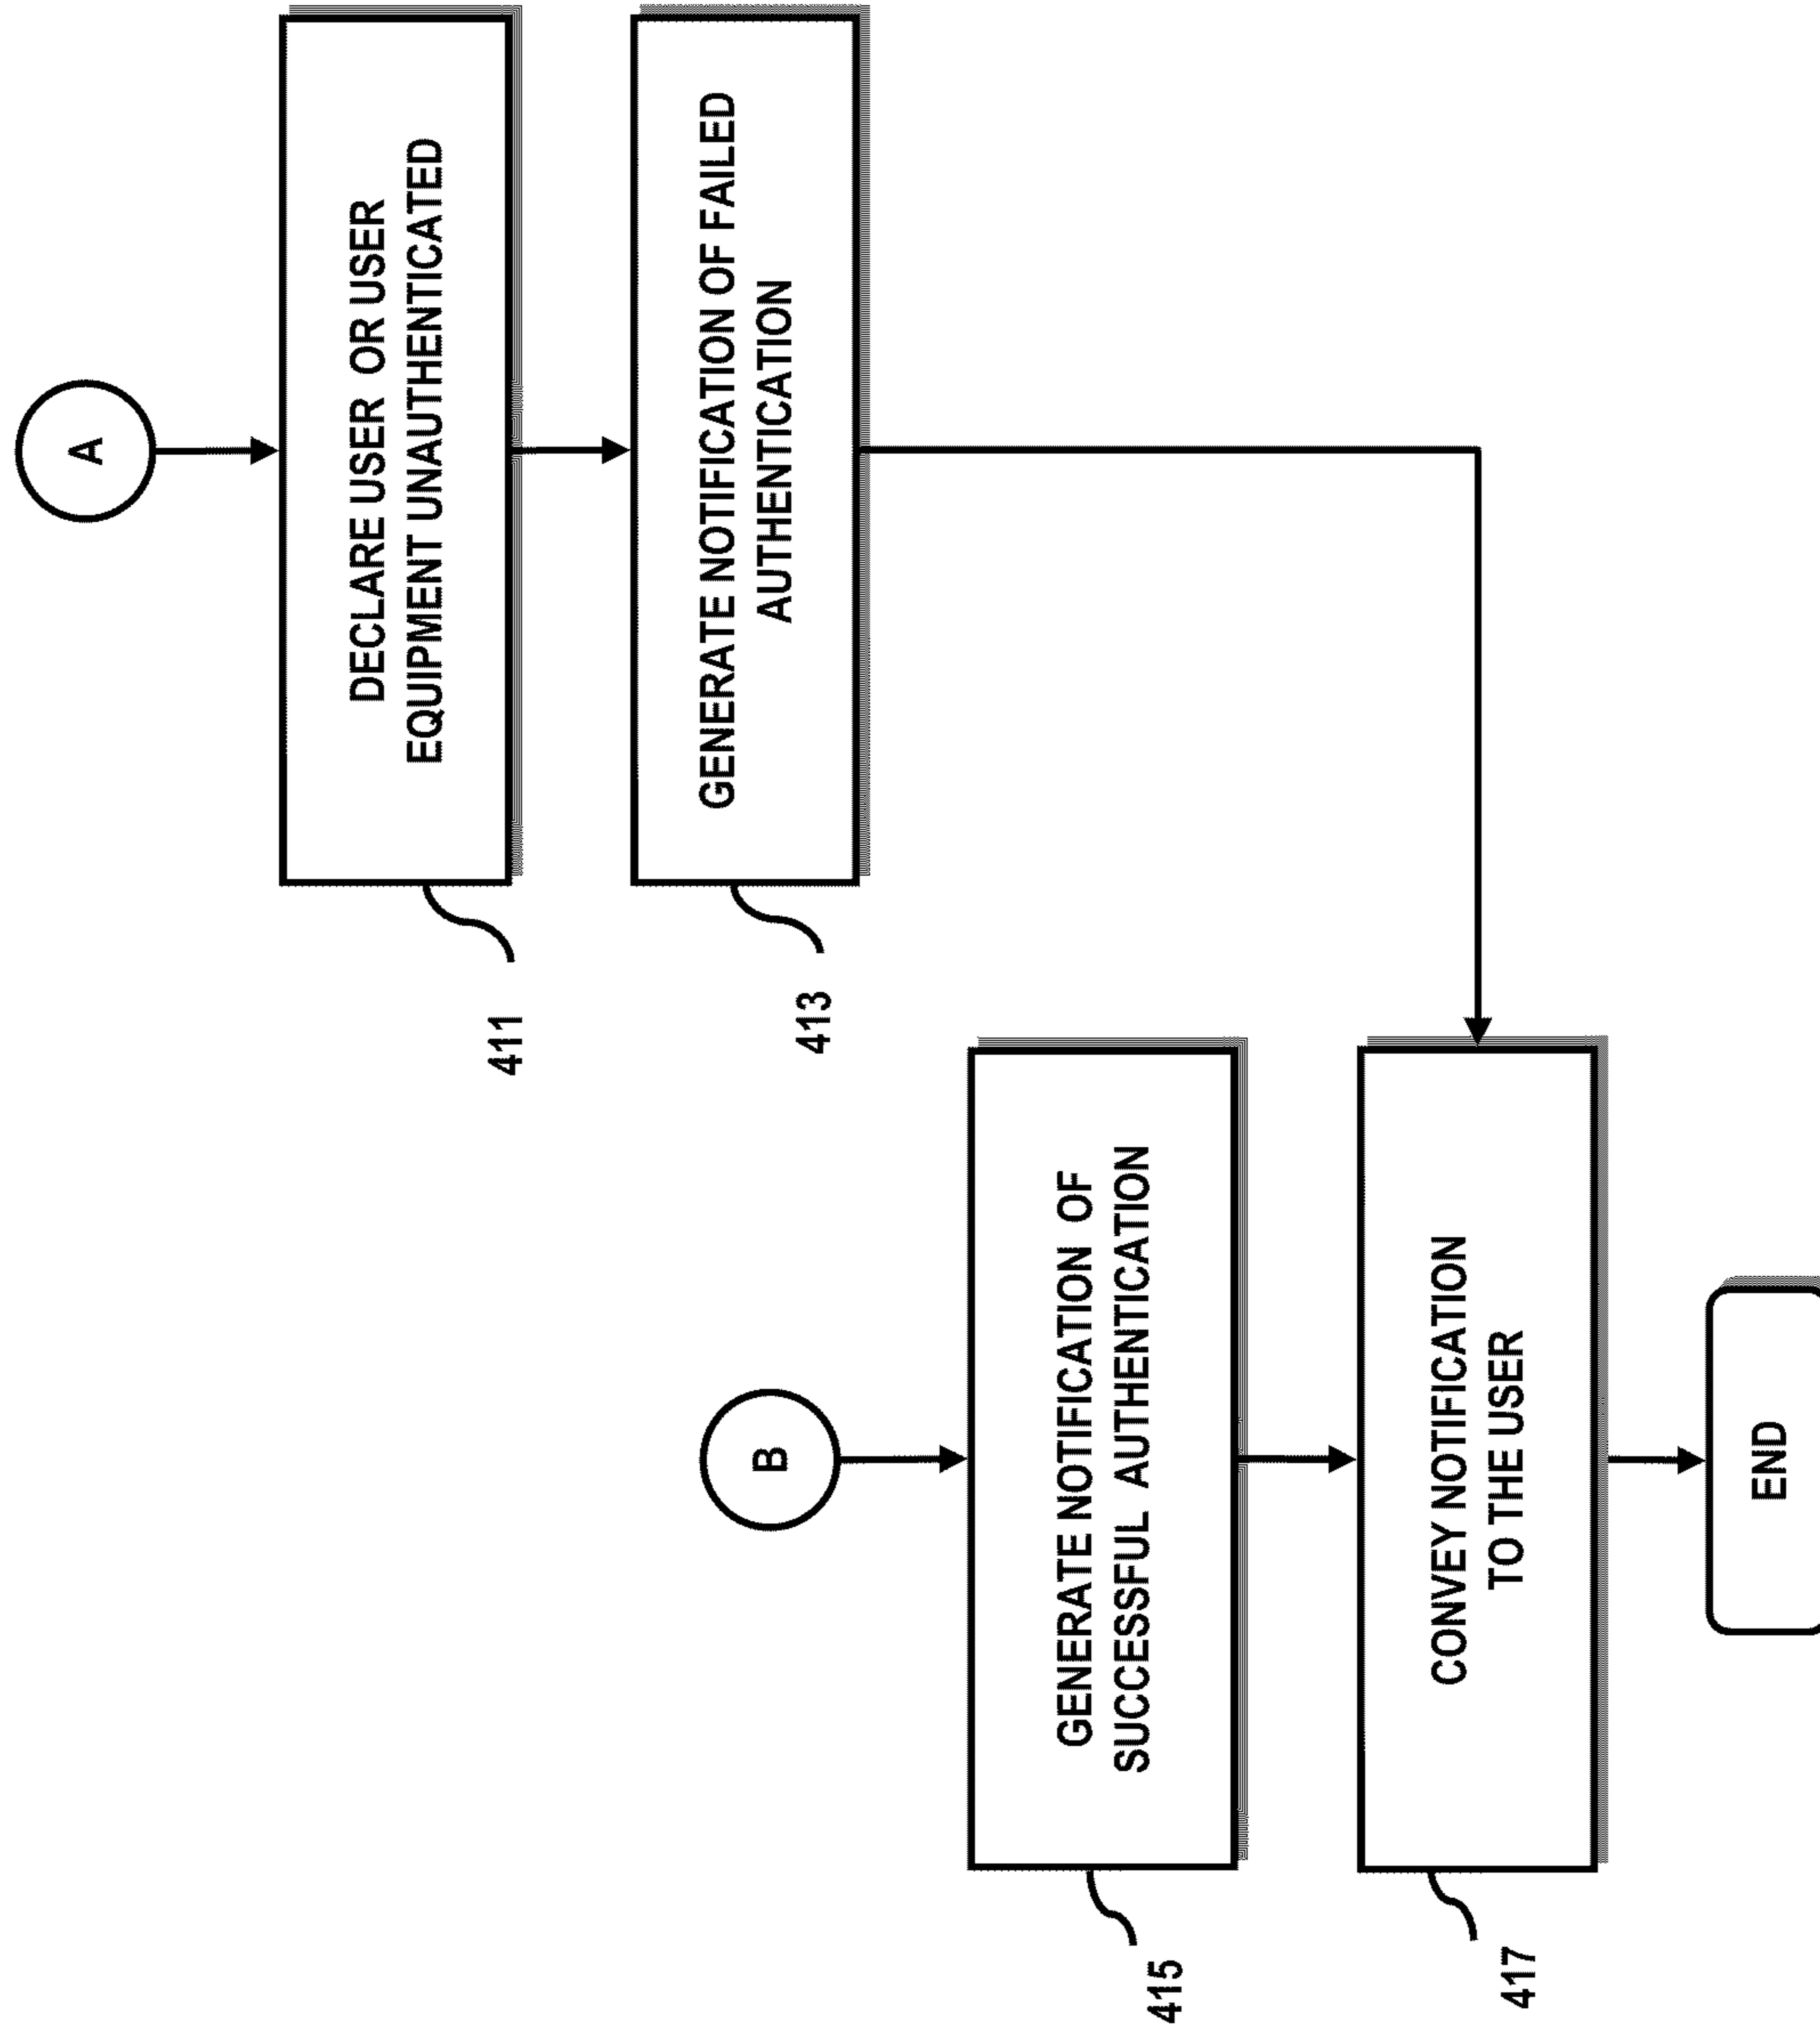 A
DECLARE USER OR USER
EQUIPMENT UNAUTHENTICATED
411
GENERATE NOTIFICATION OF FAILED
AUTHENTICATION
413
B
GENERATE NOTIFICATION OF
SUCCESSFUL AUTHENTICATION
415
CONVEY NOTIFICATION
TO THE USER
417
END